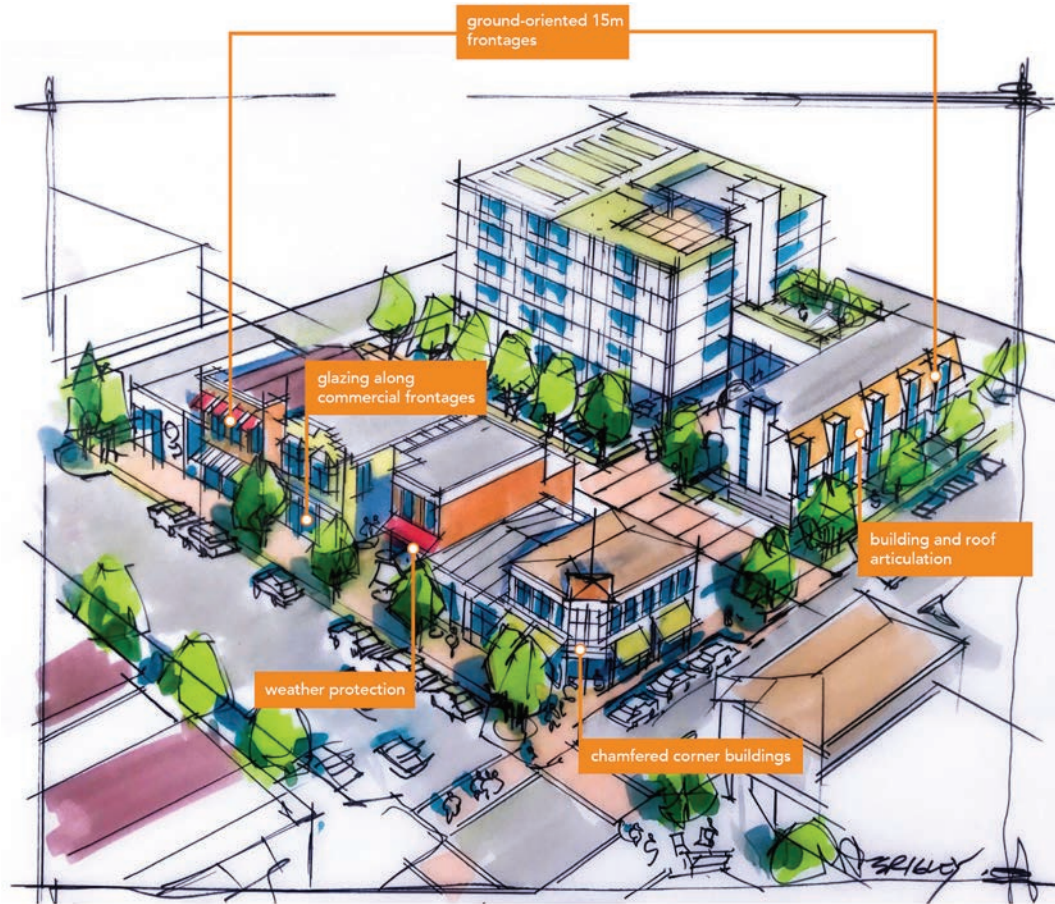 ground-oriented 15m
frontages
glazing along
commercial frontages
building and roof
articulation
weather protection
chamfered corner buildings